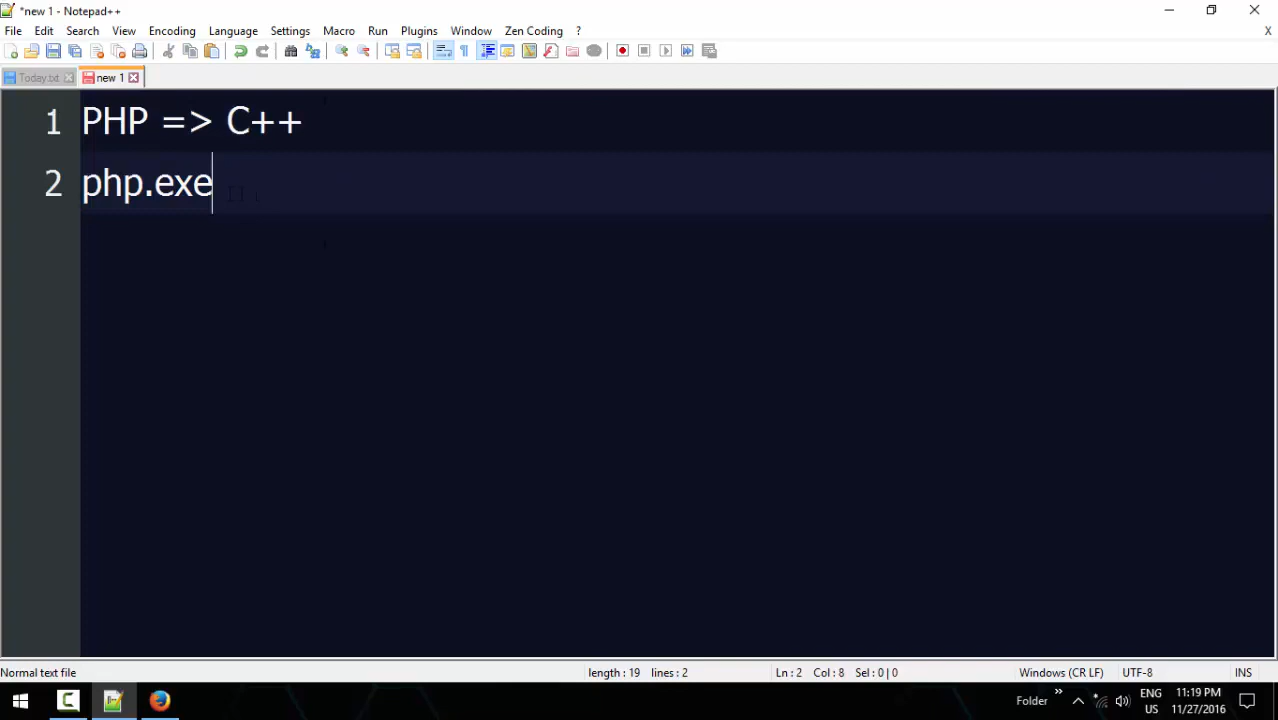 *new 1 - Notepad++
File Edit Search View Encoding Language Settings Macro Run Plugins Window Zen Coding ? X
Today.txt new 1
1 PHP => C++
2 php.exe
Normal text file length : 19 lines : 2 Ln : 2 Col : 8 Sel : 0 | 0 Windows (CR LF) UTF-8 INS
Folder ENG 11:19 PM
US 11/27/2016